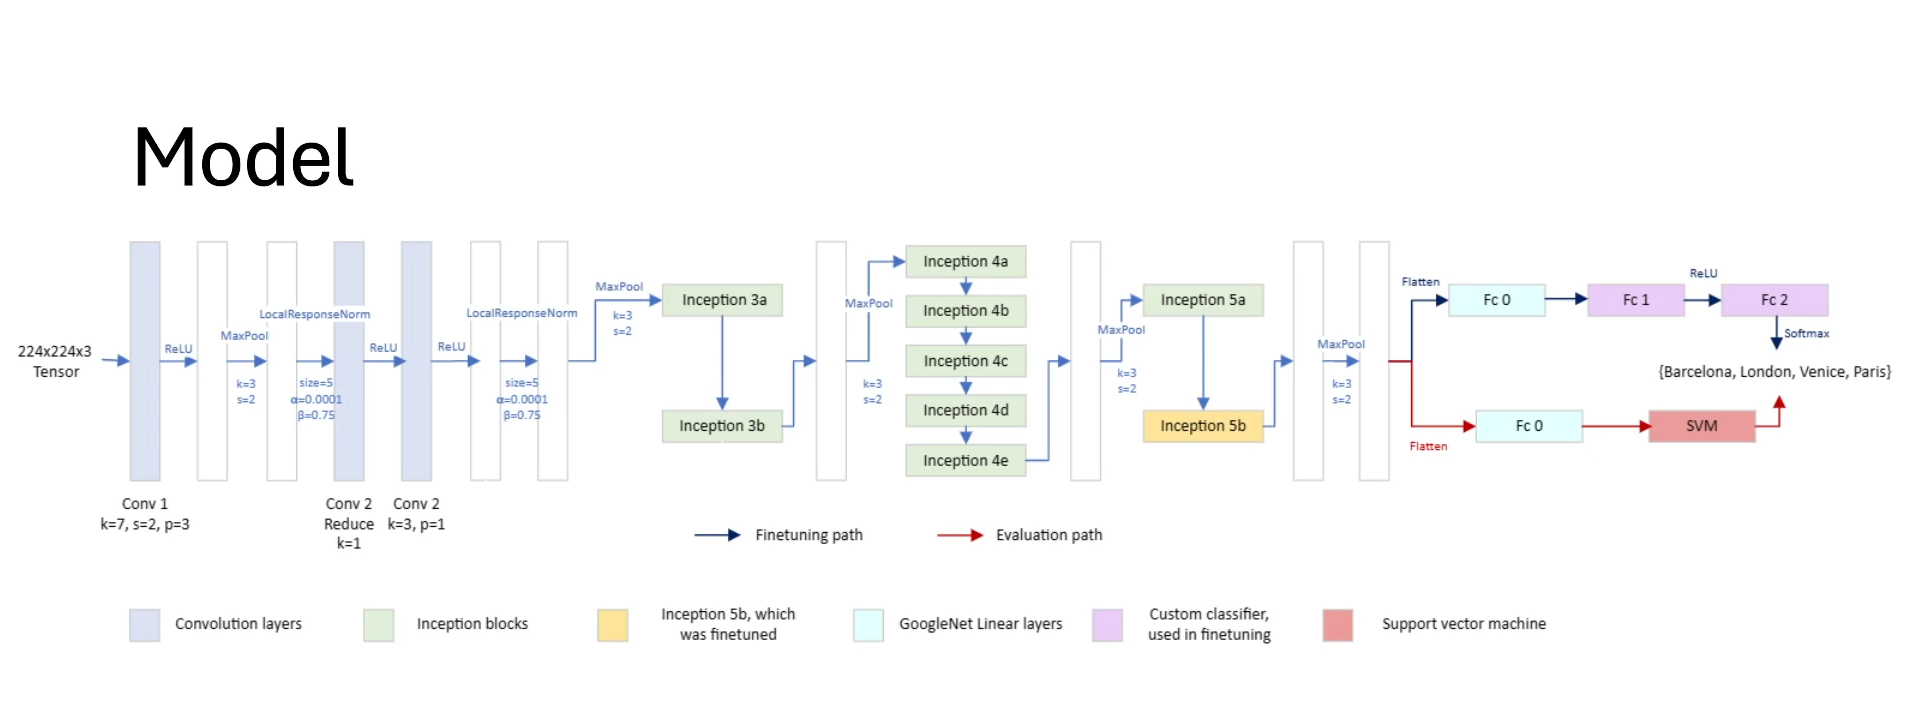 Model
224x224x3
Tensor
Conv 1
k=7, s=2, p=3
ReLU
MaxPool
k=3
s=2
LocalResponseNorm
size=5
α=0.0001
β=0.75
Conv 2
Reduce
k=1
ReLU
Conv 2
k=3, p=1
ReLU
LocalResponseNorm
size=5
α=0.0001
β=0.75
MaxPool
k=3
s=2
Inception 3a
Inception 3b
MaxPool
k=3
s=2
Inception 4a
Inception 4b
Inception 4c
Inception 4d
Inception 4e
MaxPool
k=3
s=2
Inception 5a
Inception 5b
MaxPool
k=3
s=2
Flatten
Fc 0
Fc 1
ReLU
Fc 2
Softmax
{Barcelona, London, Venice, Paris}
Flatten
Fc 0
SVM
Finetuning path
Evaluation path
Convolution layers
Inception blocks
Inception 5b, which
was finetuned
GoogleNet Linear layers
Custom classifier,
used in finetuning
Support vector machine